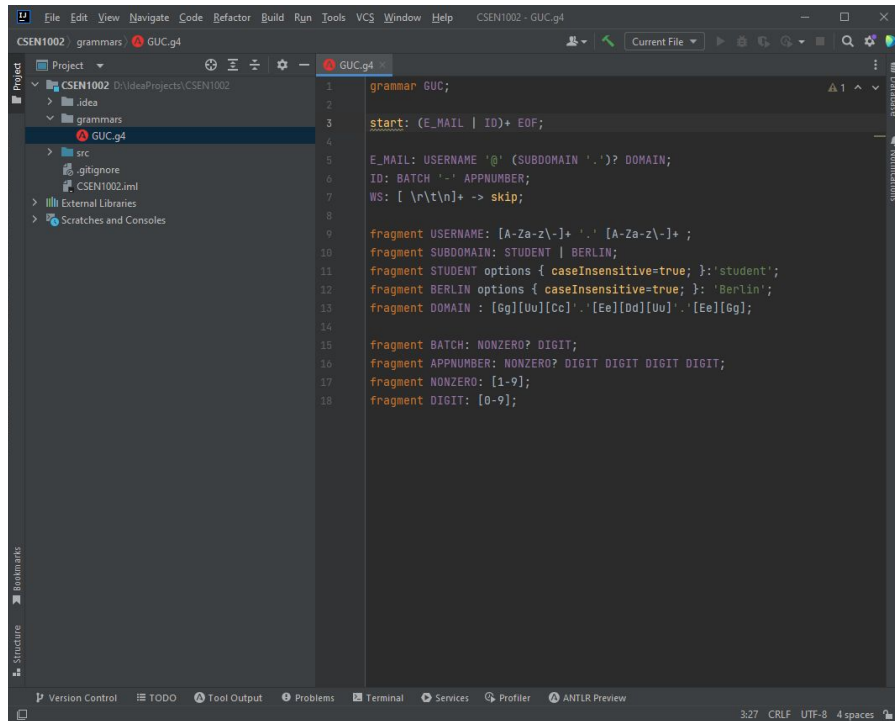 File Edit View Navigate Code Refactor Build Run Tools VCS Window Help CSEN1002 - GUC.g4
CSEN1002 grammars GUC.g4 Current File
Project GUC.g4
CSEN1002 D:\IdeaProjects\CSEN1002
.idea
grammars
GUC.g4
src
.gitignore
CSEN1002.iml
External Libraries
Scratches and Consoles
1 grammar GUC; 1
2
3 start: (E_MAIL | ID)+ EOF;
4
5 E_MAIL: USERNAME '@' (SUBDOMAIN '.')? DOMAIN;
6 ID: BATCH '-' APPNUMBER;
7 WS: [ \r\t\n]+ -> skip;
8
9 fragment USERNAME: [A-Za-z\-]+ '.' [A-Za-z\-]+ ;
10 fragment SUBDOMAIN: STUDENT | BERLIN;
11 fragment STUDENT options { caseInsensitive=true; }:'student';
12 fragment BERLIN options { caseInsensitive=true; }: 'Berlin';
13 fragment DOMAIN : [Gg][Uu][Cc]'.'[Ee][Dd][Uu]'.'[Ee][Gg];
14
15 fragment BATCH: NONZERO? DIGIT;
16 fragment APPNUMBER: NONZERO? DIGIT DIGIT DIGIT DIGIT;
17 fragment NONZERO: [1-9];
18 fragment DIGIT: [0-9];
Project
Bookmarks
Structure
Database
Notifications
Version Control TODO Tool Output Problems Terminal Services Profiler ANTLR Preview
3:27 CRLF UTF-8 4 spaces